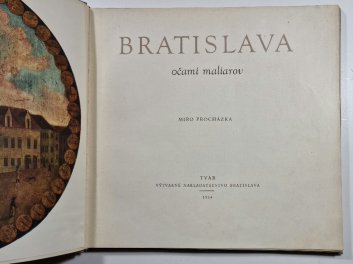 BRATISLAVA
očami maliarov
MIRO PROCHÁZKA
TVAR
VÝTVARNÉ NAKLADATEĽSTVO BRATISLAVA
1954